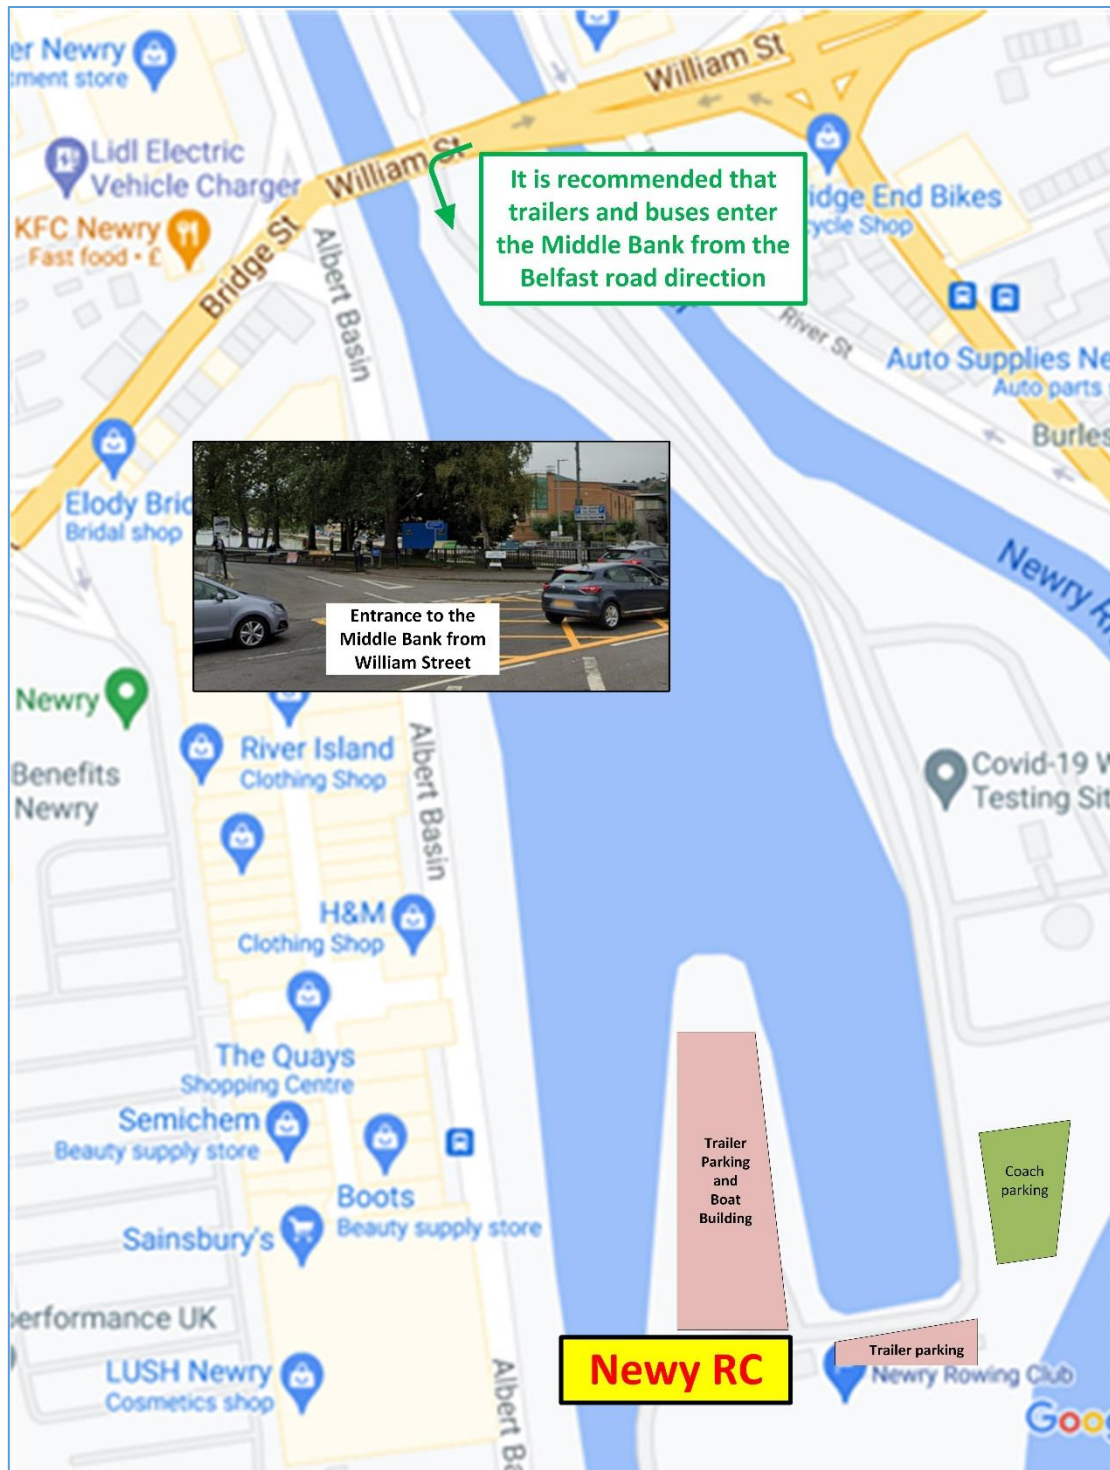 er Newry
tment store
William St
Lidl Electric
Vehicle Charger
William St
KFC Newry
Fast food • £
Bridge St
Albert Basin
It is recommended that
trailers and buses enter
the Middle Bank from the
Belfast road direction
idge End Bikes
ycle Shop
River St
Auto Supplies Ne
Auto parts
Burles
Elody Brid
Bridal shop
Newry Ri
Entrance to the
Middle Bank from
William Street
Newry
Benefits
Newry
River Island
Clothing Shop
Albert Basin
Covid-19 W
Testing Sit
H&M
Clothing Shop
The Quays
Shopping Centre
Semichem
Beauty supply store
Boots
Beauty supply store
Sainsbury's
Trailer
Parking
and
Boat
Building
Coach
parking
erformance UK
LUSH Newry
Cosmetics shop
Albert Ba
Newy RC
Trailer parking
Newry Rowing Club
Goog